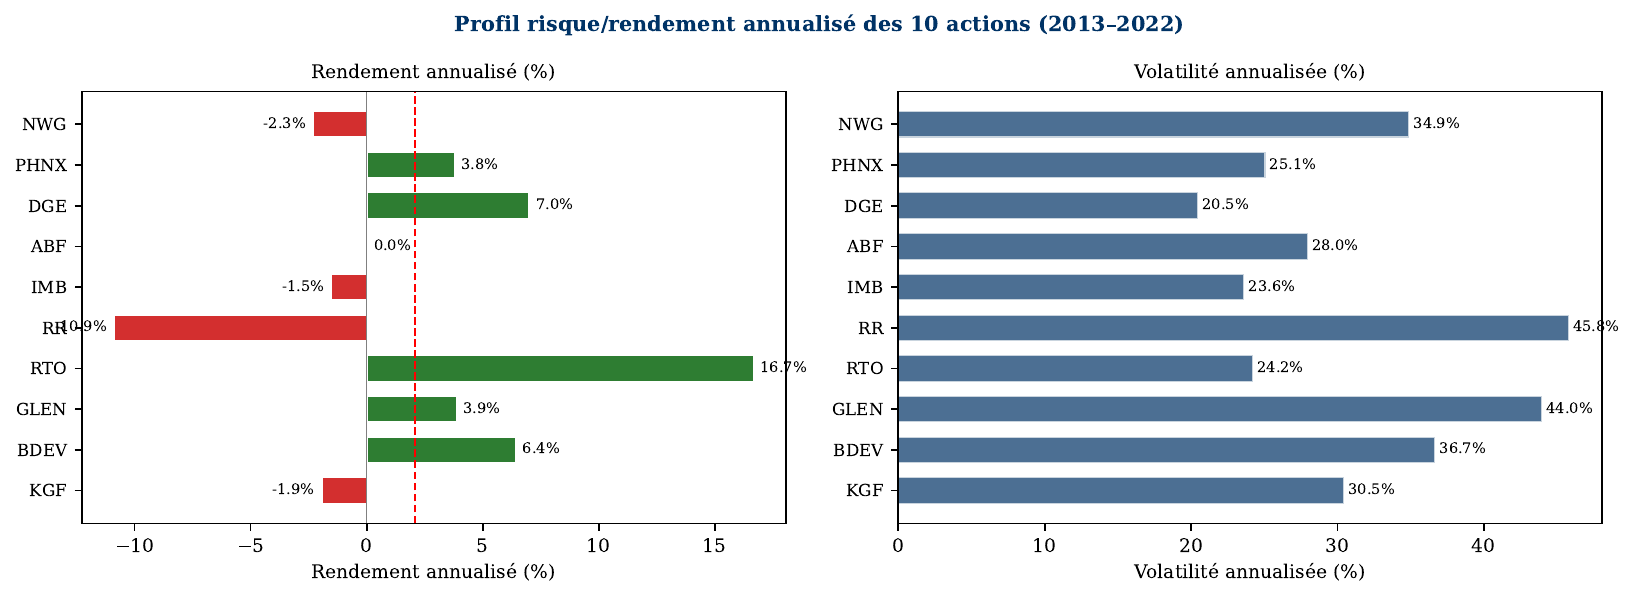 Profil risque/rendement annualisé des 10 actions (2013–2022)
Rendement annualisé (%)
NWG -2.3%
PHNX 3.8%
DGE 7.0%
ABF 0.0%
IMB -1.5%
RR -10.9%
RTO 16.7%
GLEN 3.9%
BDEV 6.4%
KGF -1.9%
−10 −5 0 5 10 15
Rendement annualisé (%)
Volatilité annualisée (%)
NWG 34.9%
PHNX 25.1%
DGE 20.5%
ABF 28.0%
IMB 23.6%
RR 45.8%
RTO 24.2%
GLEN 44.0%
BDEV 36.7%
KGF 30.5%
0 10 20 30 40
Volatilité annualisée (%)